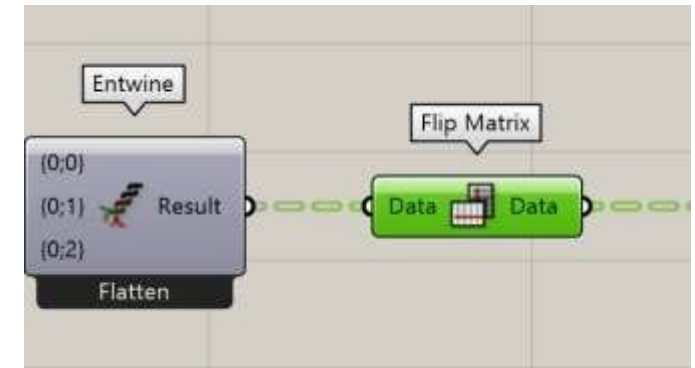 Entwine
Flip Matrix
{0;0}
{0;1}
Result
{0;2}
Flatten
Data
Data